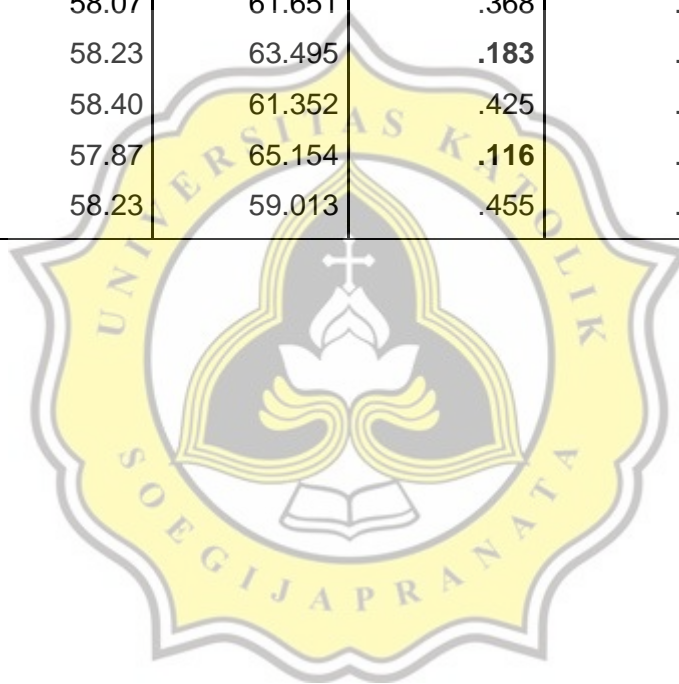 58.07 61.651 .368 .
58.23 63.495 .183 .
58.40 61.352 .425 .
57.87 65.154 .116 .
58.23 59.013 .455 .
UNIVERSITAS KATOLIK
SOEGIJAPRANATA